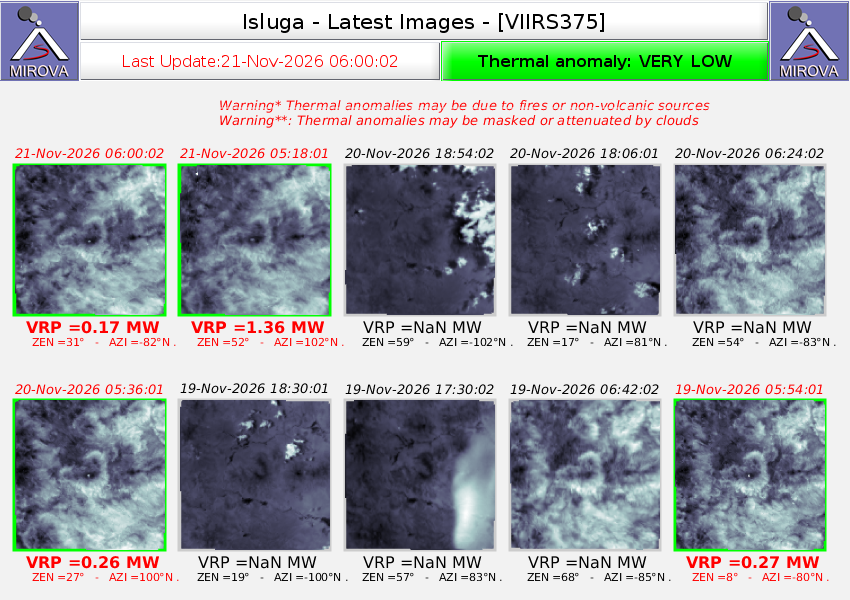 Isluga - Latest Images - [VIIRS375]
MIROVA
Last Update:21-Nov-2026 06:00:02
Thermal anomaly: VERY LOW
MIROVA
Warning* Thermal anomalies may be due to fires or non-volcanic sources
Warning**: Thermal anomalies may be masked or attenuated by clouds
21-Nov-2026 06:00:02 21-Nov-2026 05:18:01 20-Nov-2026 18:54:02 20-Nov-2026 18:06:01 20-Nov-2026 06:24:02
VRP =0.17 MW VRP =1.36 MW VRP =NaN MW VRP =NaN MW VRP =NaN MW
ZEN =31° - AZI =-82°N . ZEN =52° - AZI =102°N . ZEN =59° - AZI =-102°N . ZEN =17° - AZI =81°N . ZEN =54° - AZI =-83°N .
20-Nov-2026 05:36:01 19-Nov-2026 18:30:01 19-Nov-2026 17:30:02 19-Nov-2026 06:42:02 19-Nov-2026 05:54:01
VRP =0.26 MW VRP =NaN MW VRP =NaN MW VRP =NaN MW VRP =0.27 MW
ZEN =27° - AZI =100°N . ZEN =19° - AZI =-100°N . ZEN =57° - AZI =83°N . ZEN =68° - AZI =-85°N . ZEN =8° - AZI =-80°N .